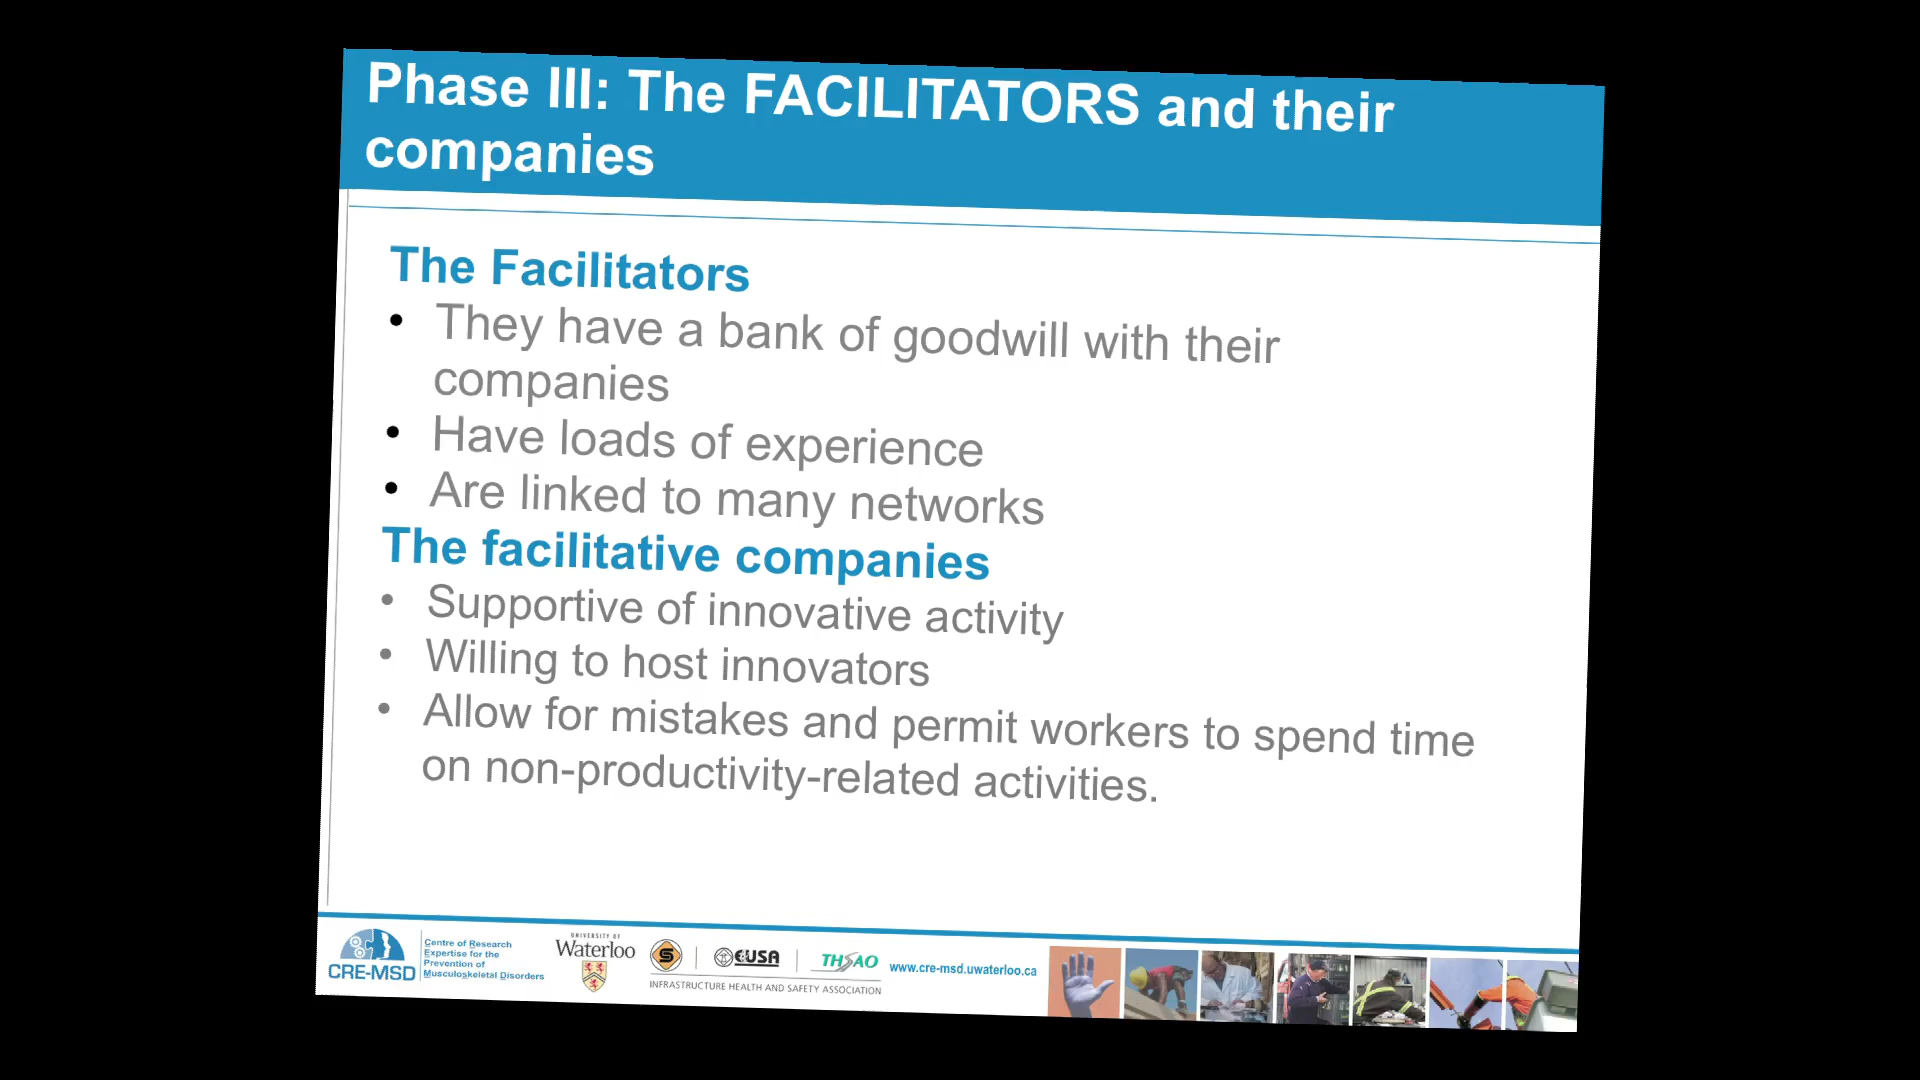 Phase III: The FACILITATORS and their
companies
The Facilitators
• They have a bank of goodwill with their
companies
• Have loads of experience
• Are linked to many networks
The facilitative companies
• Supportive of innovative activity
• Willing to host innovators
• Allow for mistakes and permit workers to spend time
on non-productivity-related activities.
CRE-MSD
Centre of Research
Expertise for the
Prevention of
Musculoskeletal Disorders
UNIVERSITY OF
Waterloo
S
EUSA
THSAO
INFRASTRUCTURE HEALTH AND SAFETY ASSOCIATION
www.cre-msd.uwaterloo.ca